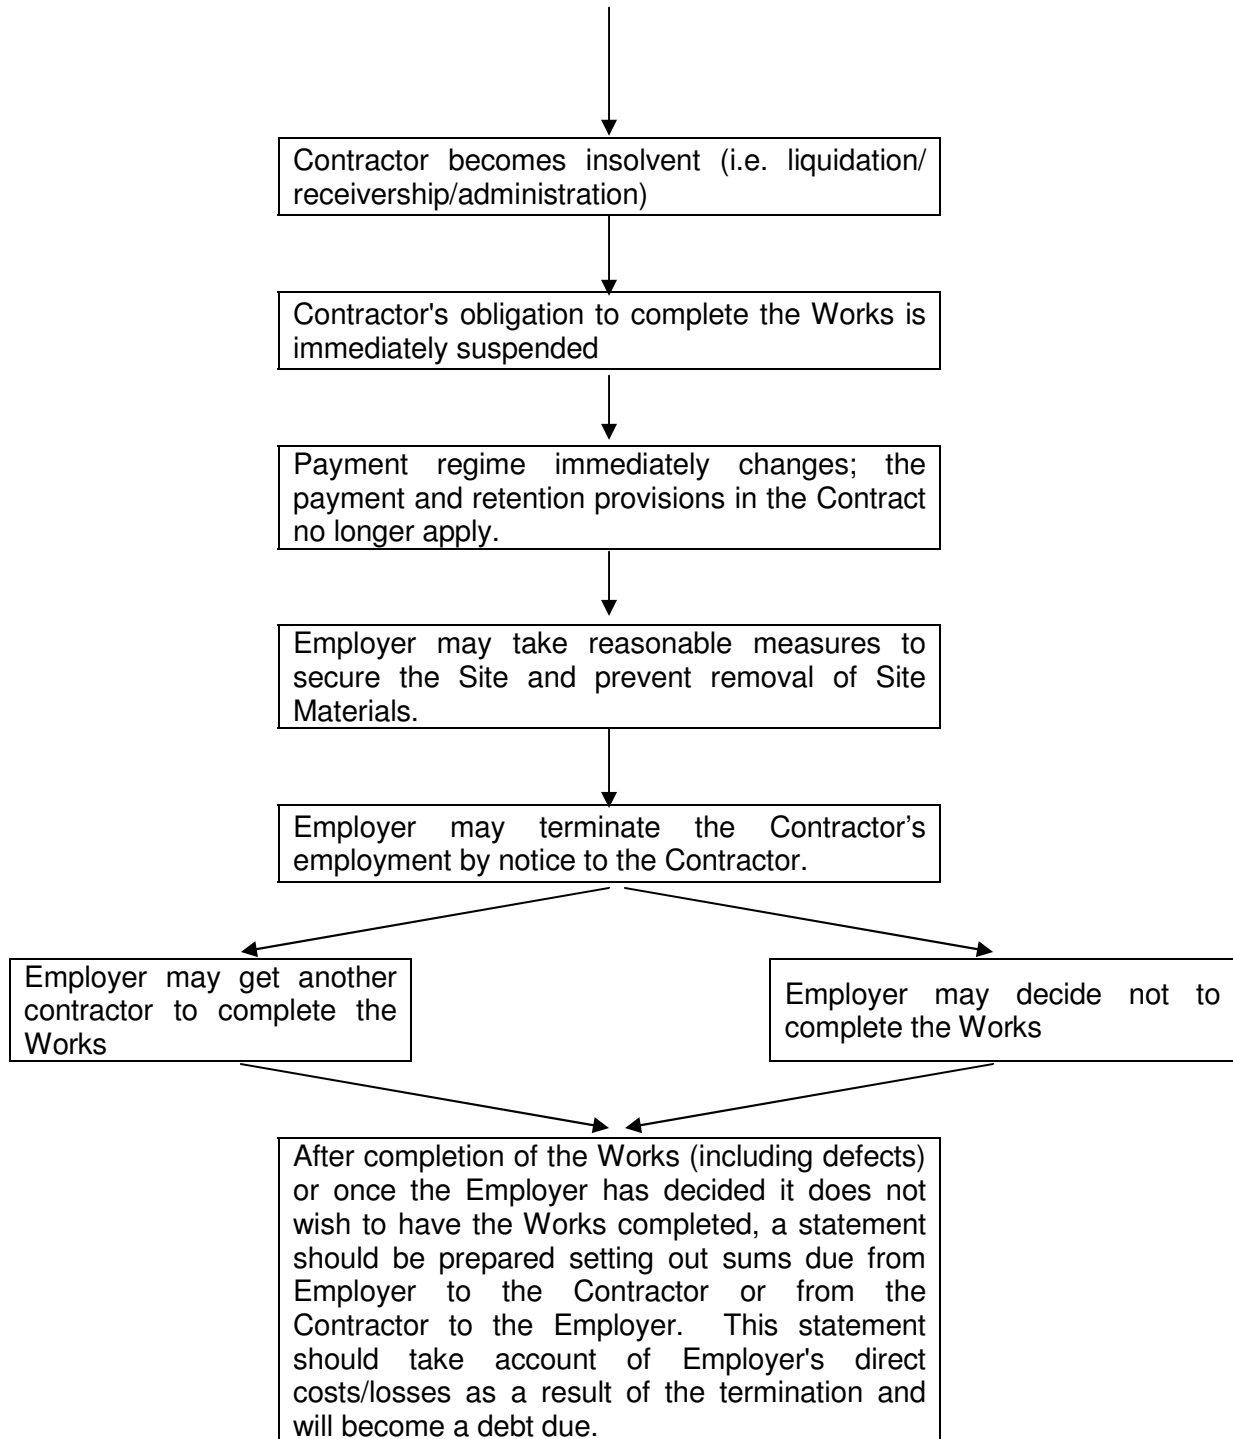 Contractor becomes insolvent (i.e. liquidation/
receivership/administration)
Contractor's obligation to complete the Works is
immediately suspended
Payment regime immediately changes; the
payment and retention provisions in the Contract
no longer apply.
Employer may take reasonable measures to
secure the Site and prevent removal of Site
Materials.
Employer may terminate the Contractor’s
employment by notice to the Contractor.
Employer may get another
contractor to complete the
Works
Employer may decide not to
complete the Works
After completion of the Works (including defects)
or once the Employer has decided it does not
wish to have the Works completed, a statement
should be prepared setting out sums due from
Employer to the Contractor or from the
Contractor to the Employer. This statement
should take account of Employer's direct
costs/losses as a result of the termination and
will become a debt due.